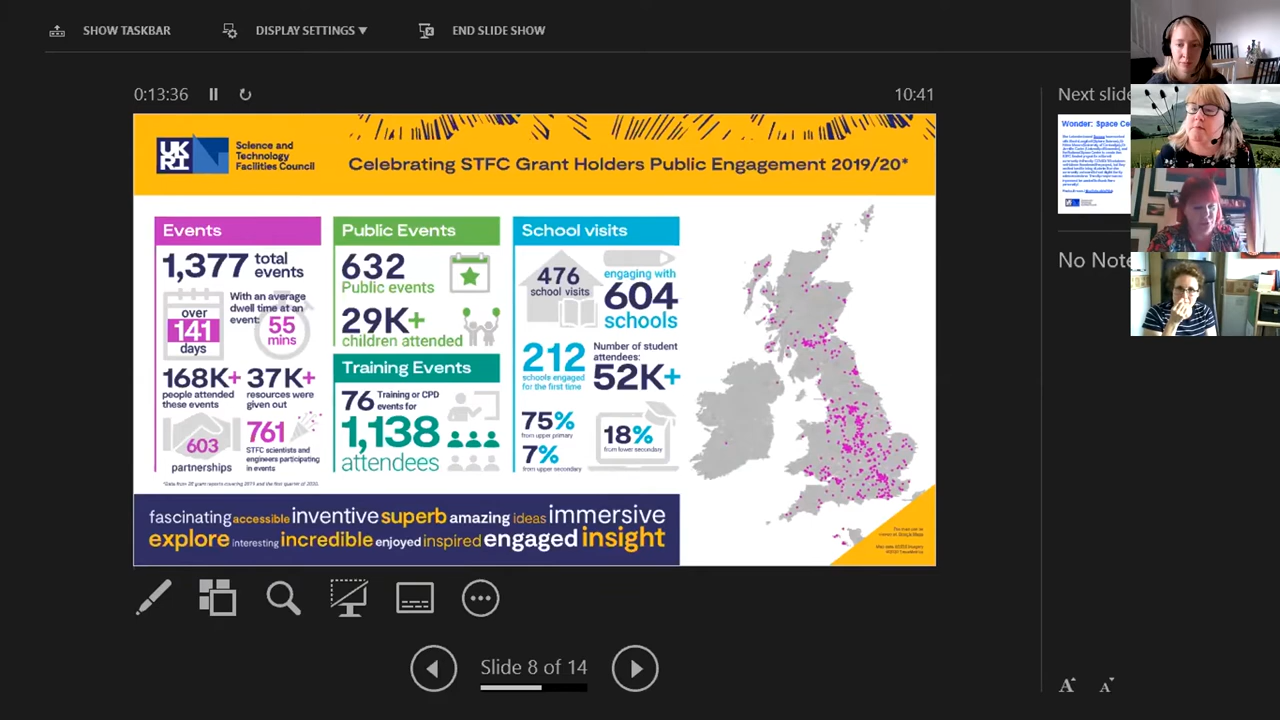 SHOW TASKBAR
DISPLAY SETTINGS ▼
END SLIDE SHOW
0:13:36
10:41
Next slid
UK
RI
Science and
Technology
Facilities Council
Celebrating STFC Grant Holders Public Engagement 2019/20*
Events
1,377 total
events
over
141
days
With an average
dwell time at an
event: 55
mins
168K+
people attended
these events
37K+
resources were
given out
603
partnerships
761
STFC scientists and
engineers participating
in events
Public Events
632
Public events
29K+
children attended
Training Events
76 Training or CPD
events for
1,138
attendees
School visits
476
school visits
engaging with
604
schools
212
schools engaged
for the first time
Number of student
attendees:
52K+
75%
from upper primary
7%
from upper secondary
18%
from lower secondary
fascinating accessible inventive superb amazing ideas immersive
explore interesting incredible enjoyed inspired engaged insight
Wonder: Space Ce
No Note
Slide 8 of 14
A A